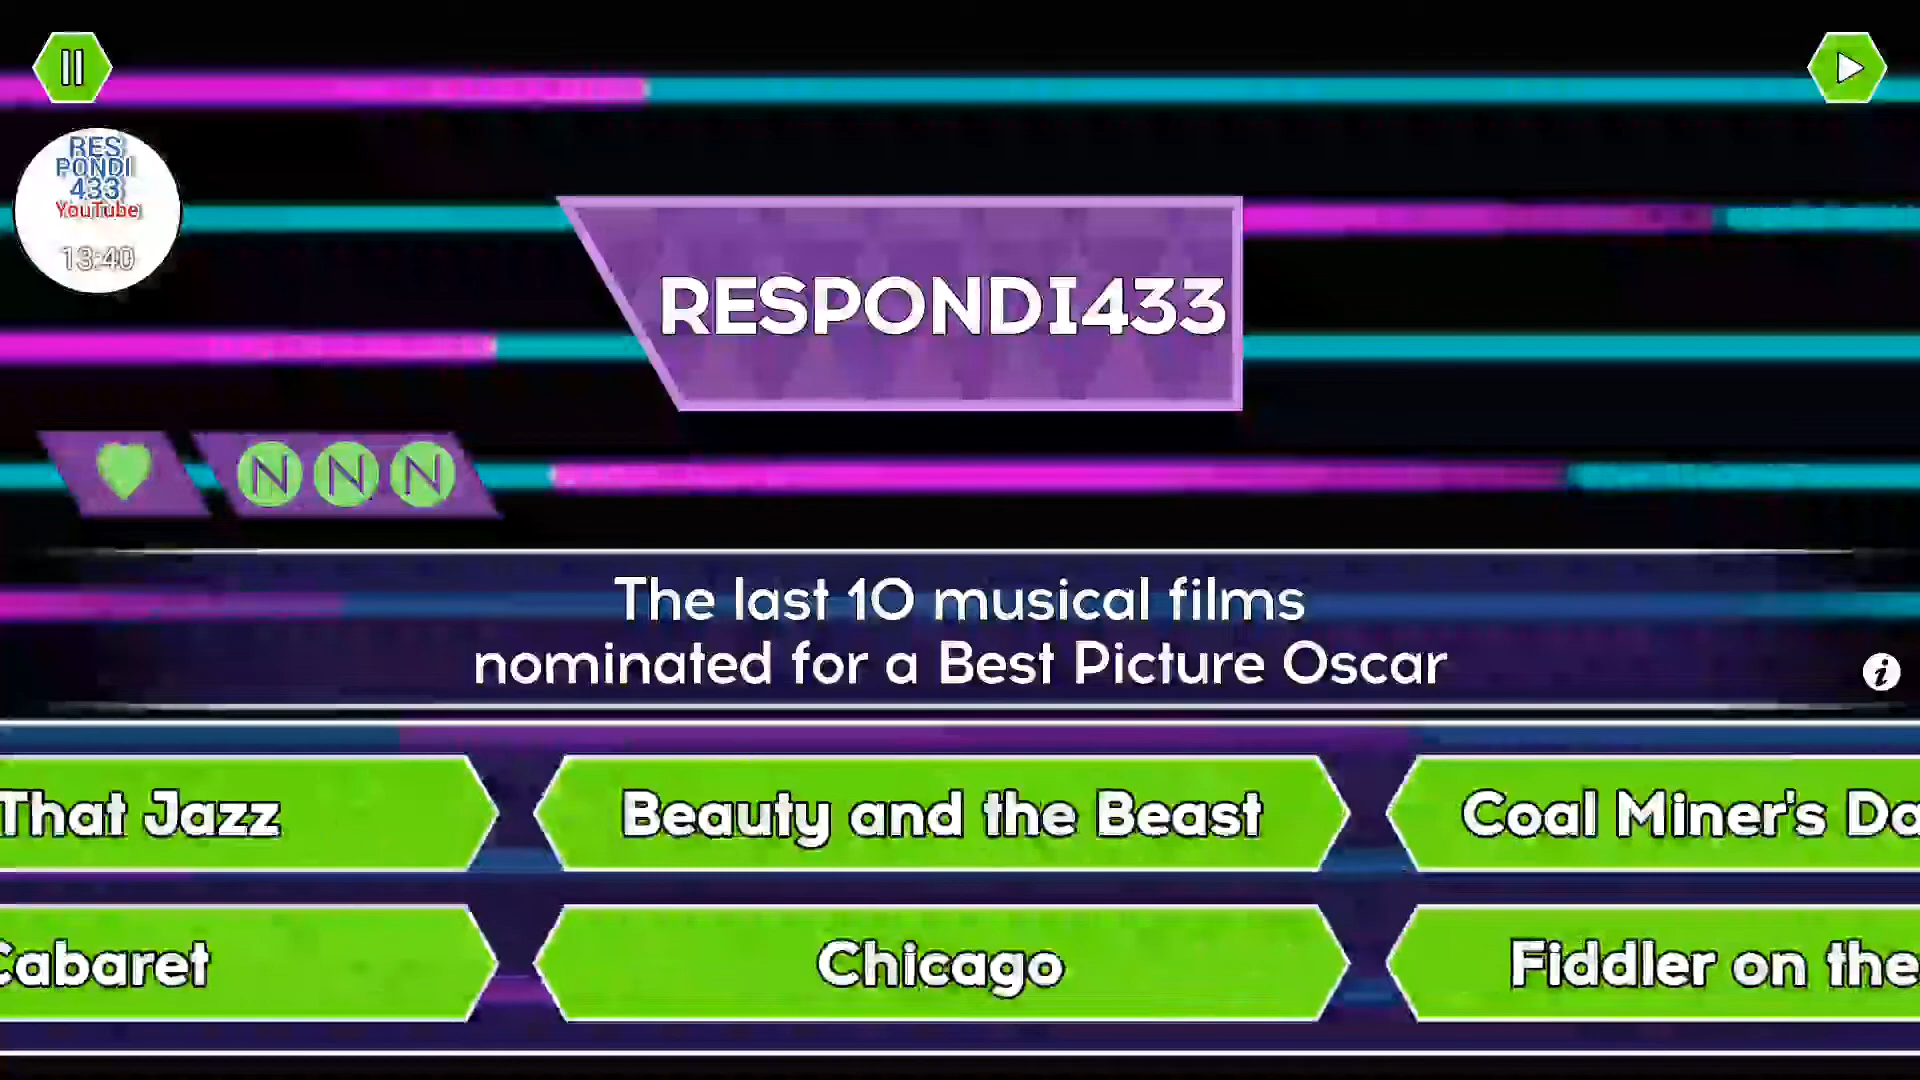 RES
PONDI
433
YouTube
13:40
RESPONDI433
N N N
The last 10 musical films
nominated for a Best Picture Oscar
i
That Jazz
Beauty and the Beast
Coal Miner's Da
Cabaret
Chicago
Fiddler on the